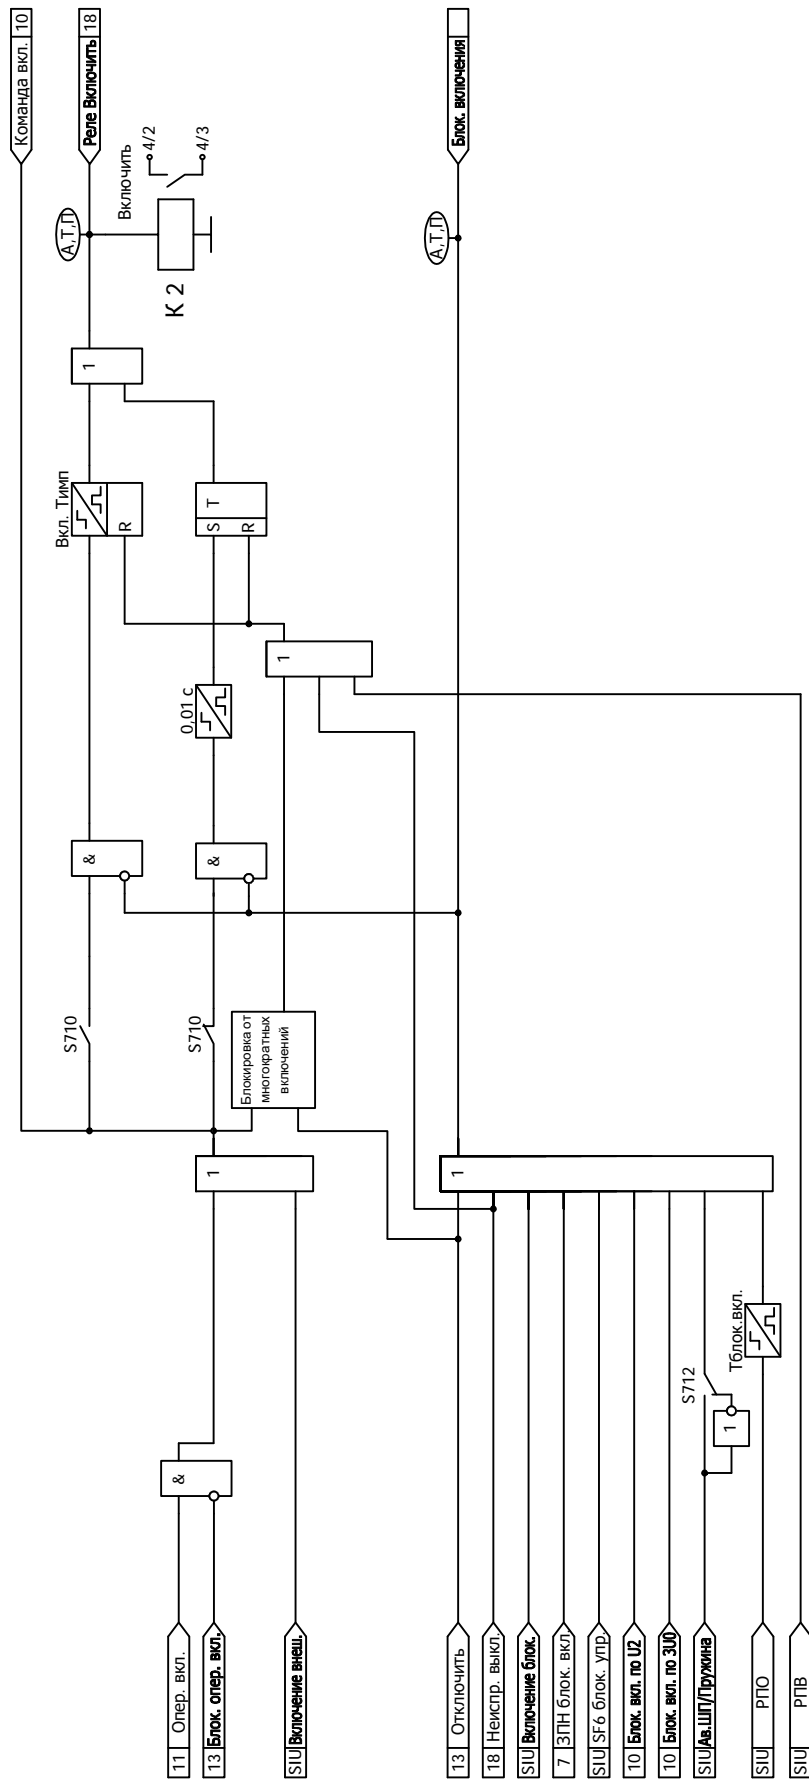 Команда вкл. 10
Реле Включить 18
Блок. включения
А,Т,П
А,Т,П
Включить
4/2
4/3
К 2
1
Вкл. Тимп
R
S T
R
1
0,01 с
&
&
S710
S710
Блокировка от
многократных
включений
1
1
Тблок.вкл.
S712
1
&
11 Опер. вкл.
13 Блок. опер. вкл.
SIU Включение внеш.
13 Отключить
18 Неиспр. выкл.
SIU Включение блок.
7 ЗПН блок. вкл.
SIU SF6 блок. упр.
10 Блок. вкл. по U2
10 Блок. вкл. по 3U0
SIU Ав.ШП/Пружина
SIU РПО
SIU РПВ